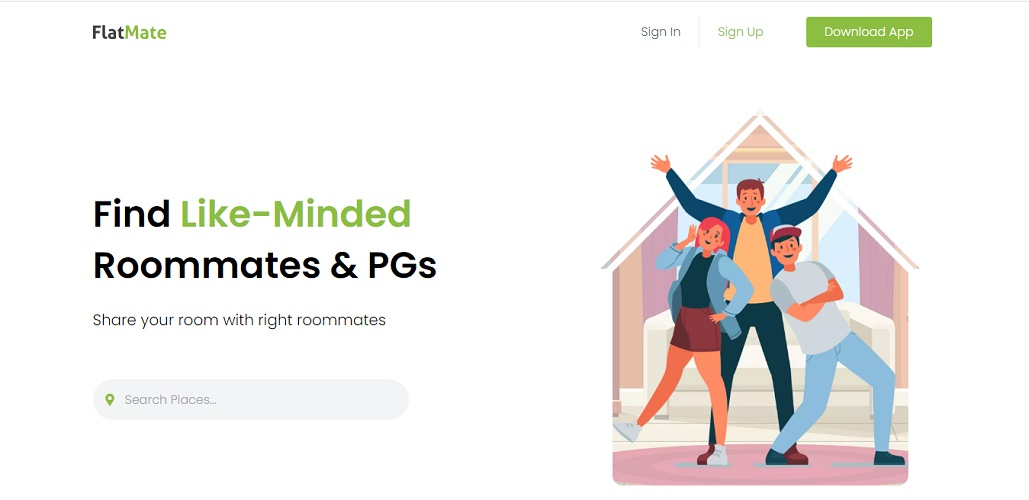 FlatMate
Sign In
Sign Up
Download App
Find Like-Minded
Roommates & PGs
Share your room with right roommates
Search Places...